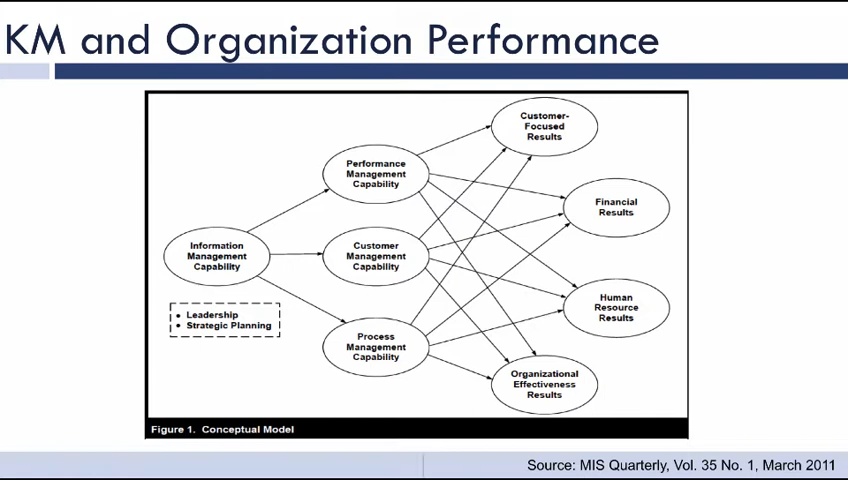 KM and Organization Performance
Customer-
Focused
Results
Performance
Management
Capability
Financial
Results
Information
Management
Capability
Customer
Management
Capability
Human
Resource
Results
• Leadership
• Strategic Planning
Process
Management
Capability
Organizational
Effectiveness
Results
Figure 1. Conceptual Model
Source: MIS Quarterly, Vol. 35 No. 1, March 2011